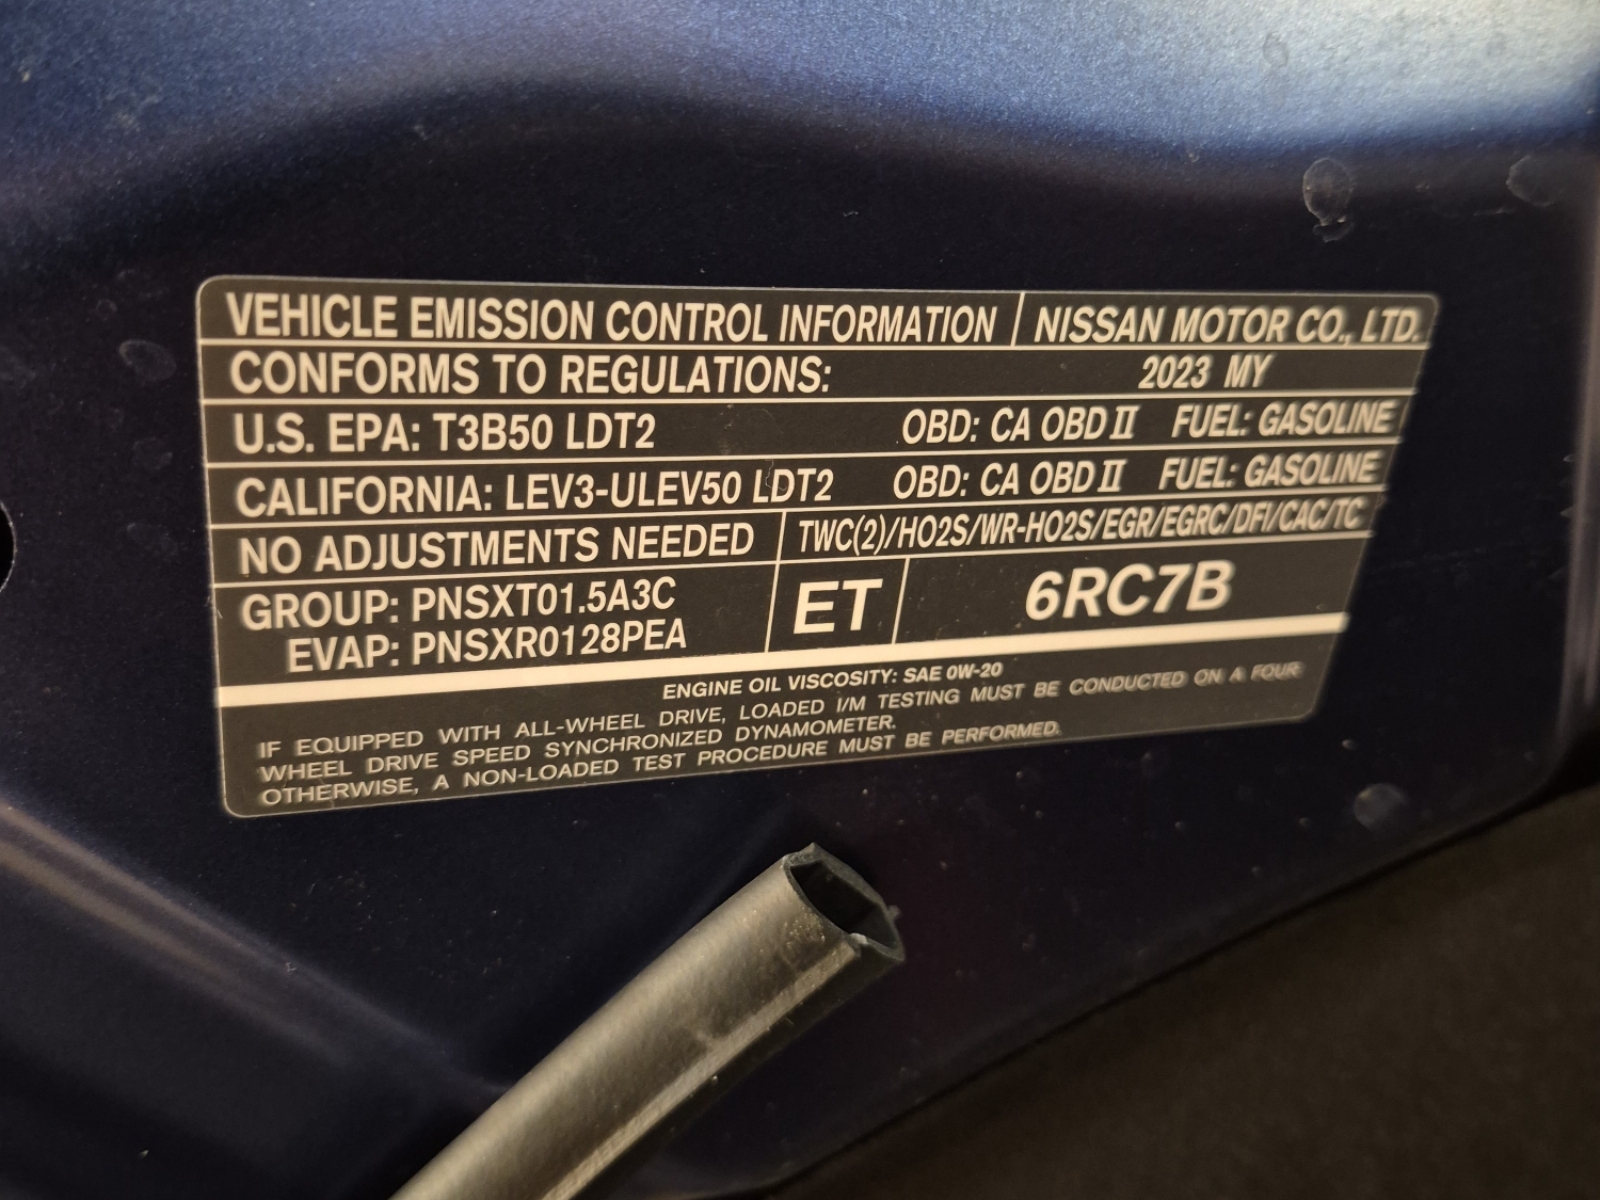 VEHICLE EMISSION CONTROL INFORMATION NISSAN MOTOR CO., LTD.
CONFORMS TO REGULATIONS: 2023 MY
U.S. EPA: T3B50 LDT2 OBD: CA OBD II FUEL: GASOLINE
CALIFORNIA: LEV3-ULEV50 LDT2 OBD: CA OBD II FUEL: GASOLINE
NO ADJUSTMENTS NEEDED TWC(2)/HO2S/WR-HO2S/EGR/EGRC/DFI/CAC/TC
GROUP: PNSXT01.5A3C ET 6RC7B
EVAP: PNSXR0128PEA
ENGINE OIL VISCOSITY: SAE 0W-20
IF EQUIPPED WITH ALL-WHEEL DRIVE, LOADED I/M TESTING MUST BE CONDUCTED ON A FOUR
WHEEL DRIVE SPEED SYNCHRONIZED DYNAMOMETER.
OTHERWISE, A NON-LOADED TEST PROCEDURE MUST BE PERFORMED.